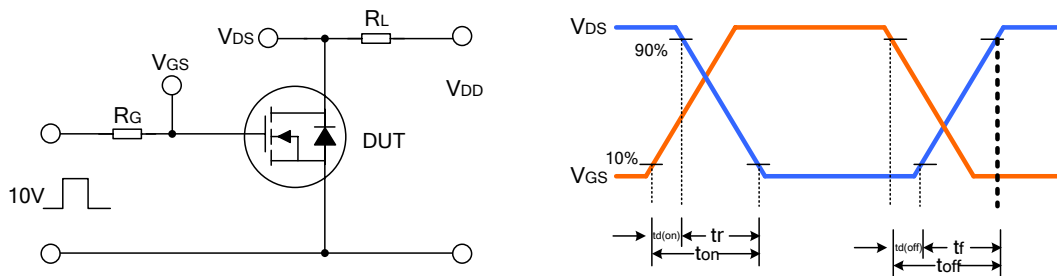 VDS
RL
VGS
VDD
RG
DUT
10V
VDS
90%
10%
VGS
td(on)
tr
ton
td(off)
tf
toff